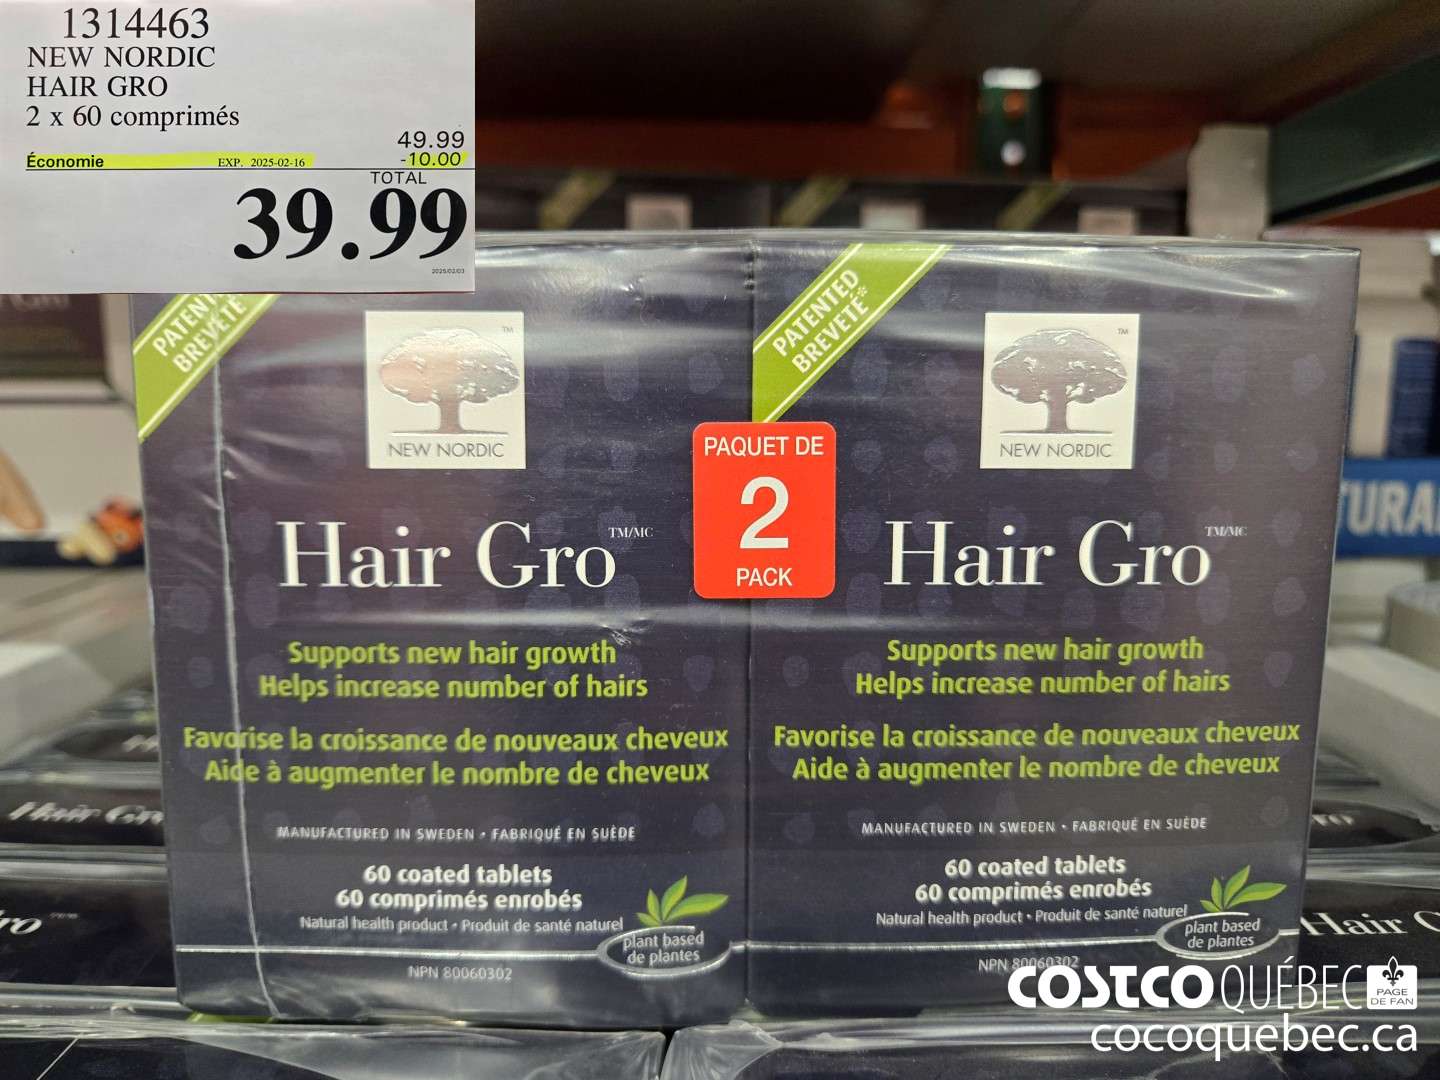 1314463
NEW NORDIC
HAIR GRO
2 x 60 comprimés
49.99
Économie EXP. 2025-02-16 -10.00
TOTAL
39.99
2025/02/03
BREVETÉ
NEW NORDIC
TM
Hair Gro TM/MC
Supports new hair growth
Helps increase number of hairs
Favorise la croissance de nouveaux cheveux
Aide à augmenter le nombre de cheveux
MANUFACTURED IN SWEDEN • FABRIQUÉ EN SUÈDE
60 coated tablets
60 comprimés enrobés
Natural health product • Produit de santé naturel
plant based
de plantes
NPN 80060302
PAQUET DE
2
PACK
PATENTED
BREVETÉ*
NEW NORDIC
TM
Hair Gro TM/MC
Supports new hair growth
Helps increase number of hairs
Favorise la croissance de nouveaux cheveux
Aide à augmenter le nombre de cheveux
MANUFACTURED IN SWEDEN • FABRIQUÉ EN SUÈDE
60 coated tablets
60 comprimés enrobés
Natural health product • Produit de santé naturel
plant based
de plantes
NPN 80060302
Hair Gro
Hair G
COSTCO QUÉBEC
PAGE
DE FAN
cocoquebec.ca